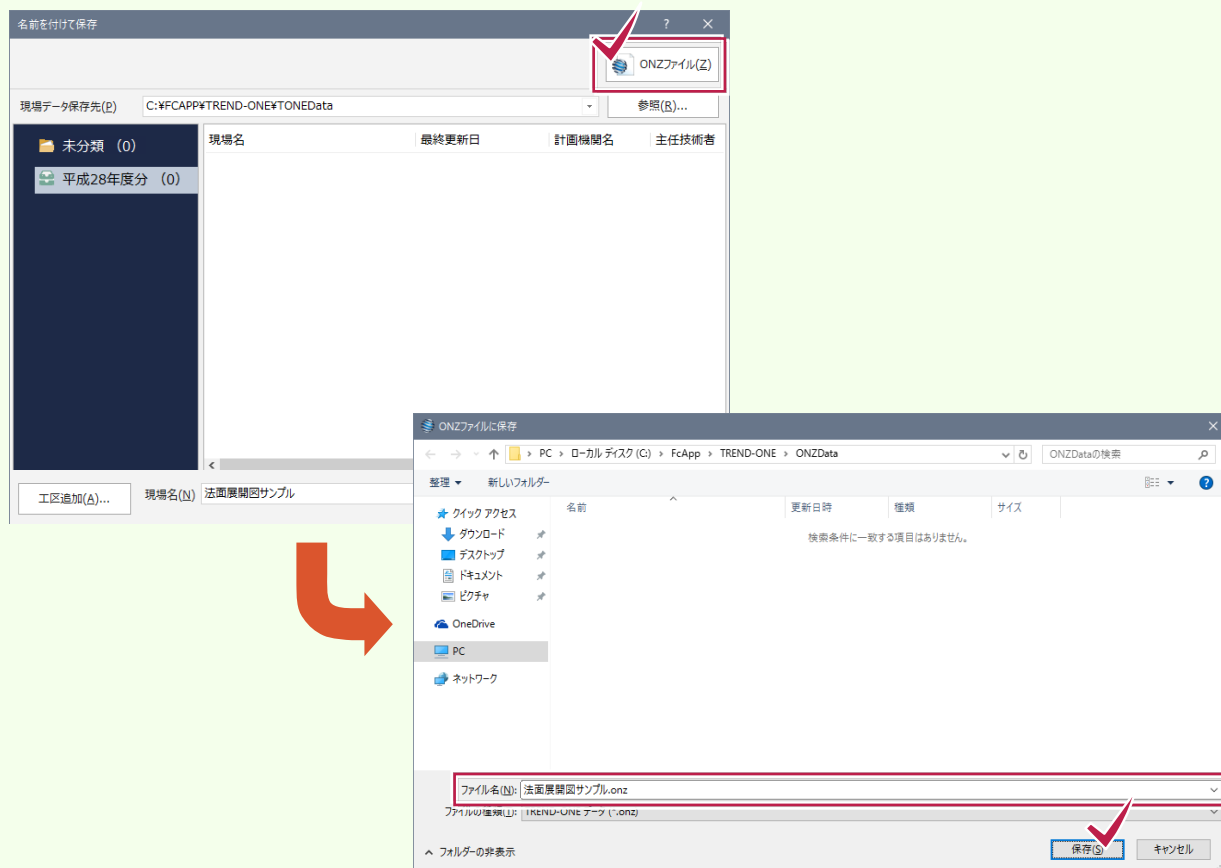 名前を付けて保存
?
ONZファイル(Z)
現場データ保存先(P) C:¥FCAPP¥TREND-ONE¥TONEData 参照(R)...
未分類 (0)
平成28年度分 (0)
現場名 最終更新日 計画機関名 主任技術者
工区追加(A)... 現場名(N) 法面展開図サンプル
ONZファイルに保存
PC › ローカル ディスク (C:) › FcApp › TREND-ONE › ONZData
ONZDataの検索
整理 新しいフォルダー
名前 更新日時 種類 サイズ
検索条件に一致する項目はありません。
クイック アクセス
ダウンロード
デスクトップ
ドキュメント
ピクチャ
OneDrive
PC
ネットワーク
ファイル名(N): 法面展開図サンプル.onz
ファイルの種類(T): TREND-ONE データ (*.onz)
フォルダーの非表示
保存(S) キャンセル